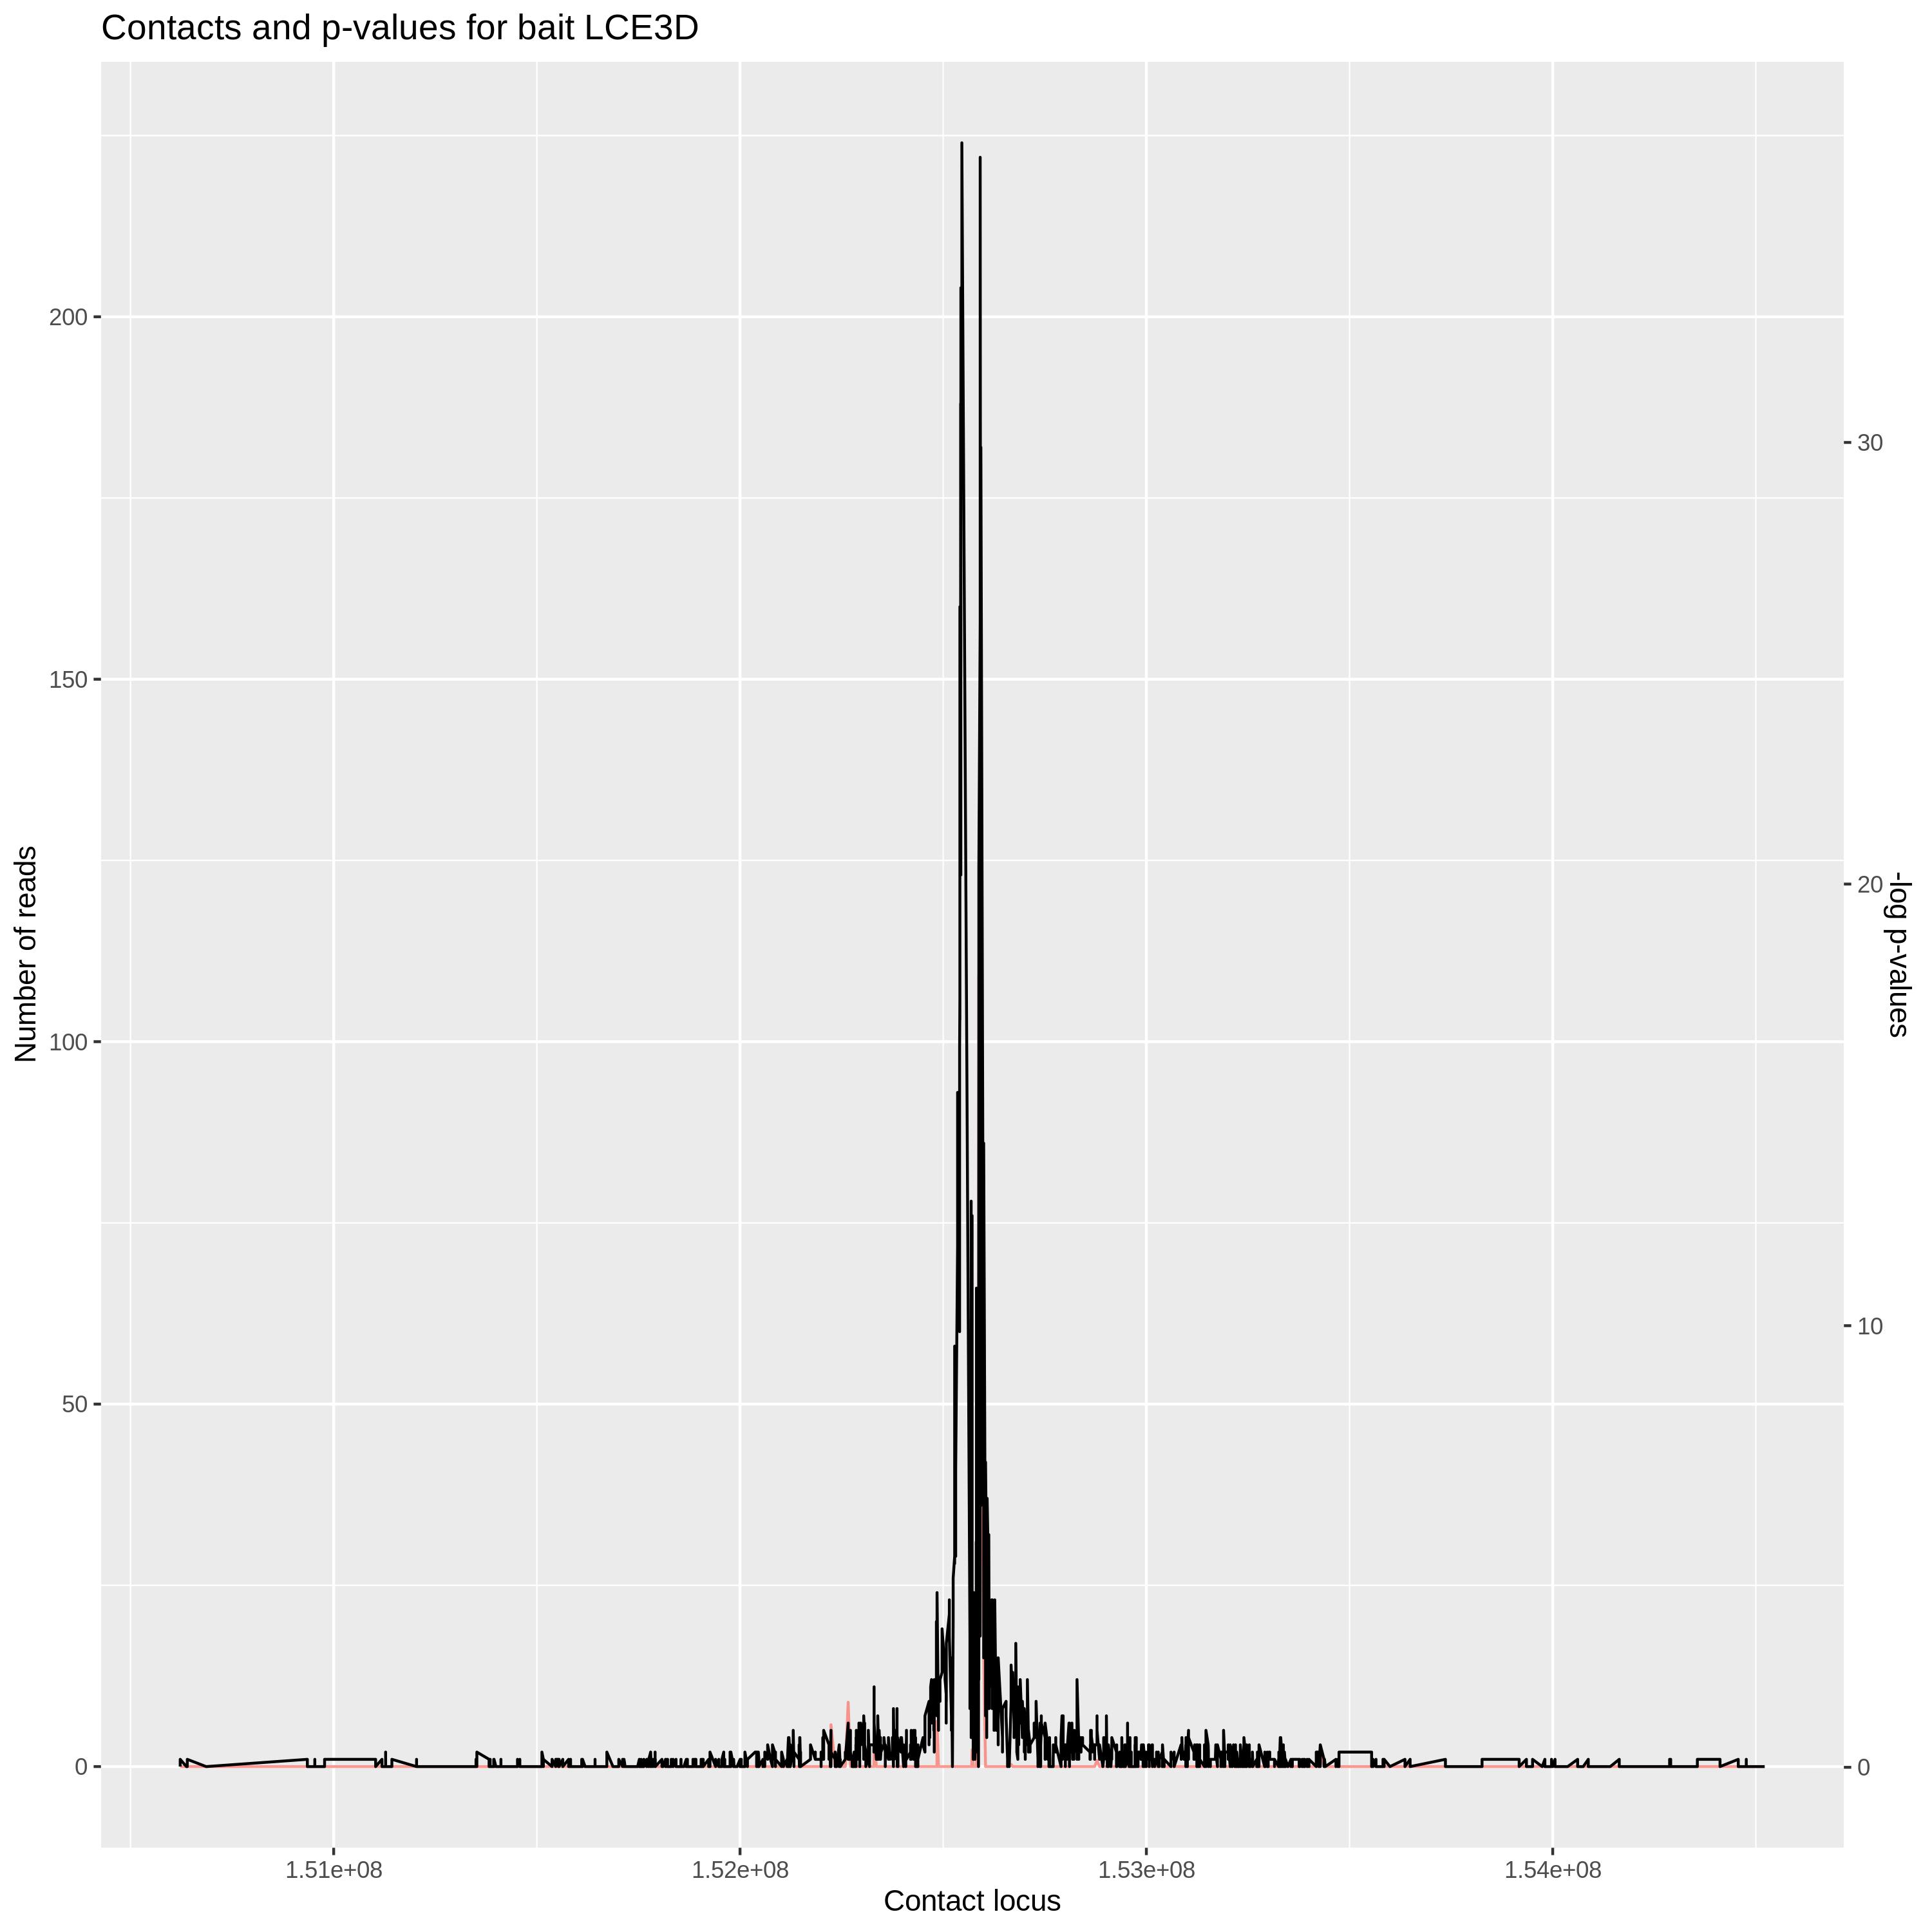 Contacts and p-values for bait LCE3D
Number of reads
200
150
100
50
0
30
20
10
0
-log p-values
1.51e+08
1.52e+08
1.53e+08
1.54e+08
Contact locus